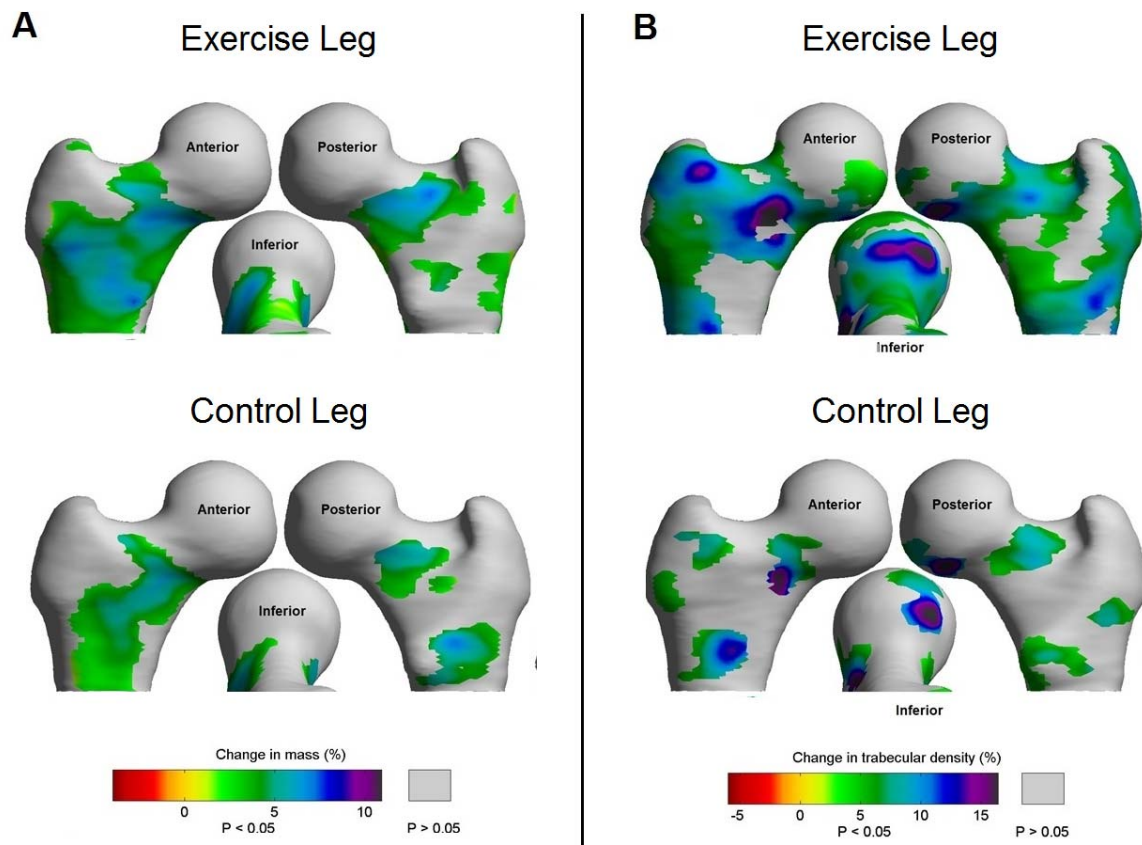 A
Exercise Leg
Anterior
Posterior
Inferior
Control Leg
Anterior
Posterior
Inferior
Change in mass (%)
0 5 10
P < 0.05
P > 0.05
B
Exercise Leg
Anterior
Posterior
Inferior
Control Leg
Anterior
Posterior
Inferior
Change in trabecular density (%)
-5 0 5 10 15
P < 0.05
P > 0.05